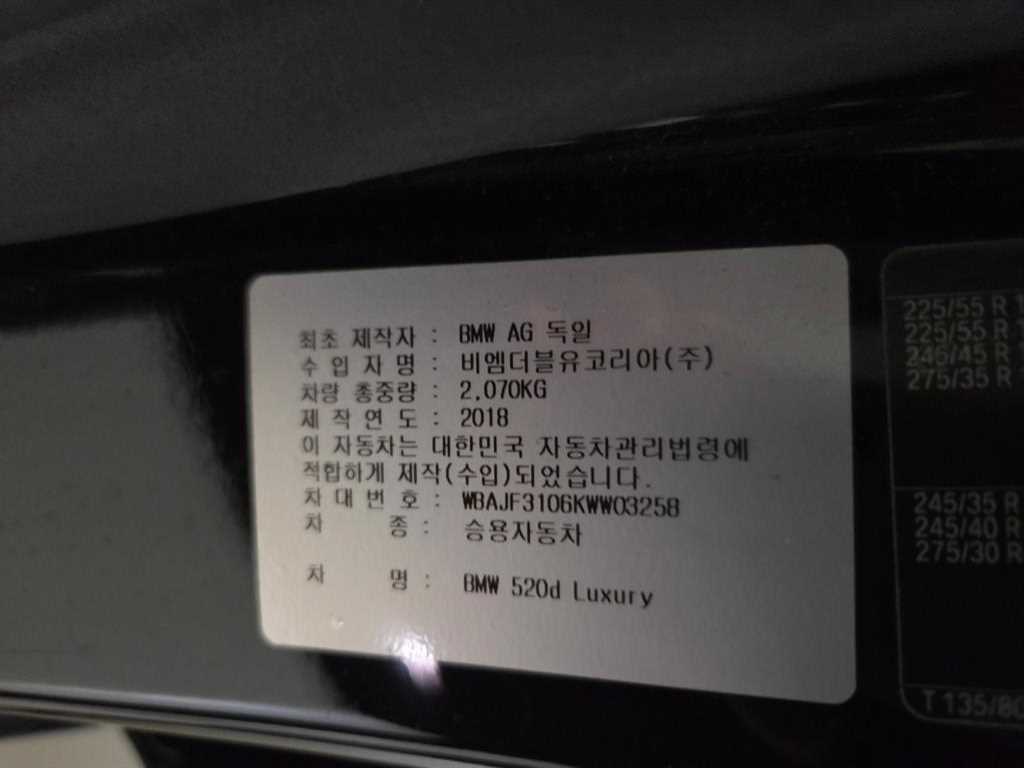 최초 제작자 : BMW AG 독일
수 입 자 명 : 비엠더블유코리아(주)
차량 총중량 : 2,070KG
제 작 연 도 : 2018
이 자동차는 대한민국 자동차관리법령에
적합하게 제작(수입)되었습니다.
차 대 번 호 : WBAJF3106KWW03258
차 종 : 승용자동차
차 명 : BMW 520d Luxury
225/55 R
225/55 R
246/45 R
275/35 R
245/35 R
245/40 R
275/30 R
T 135/80